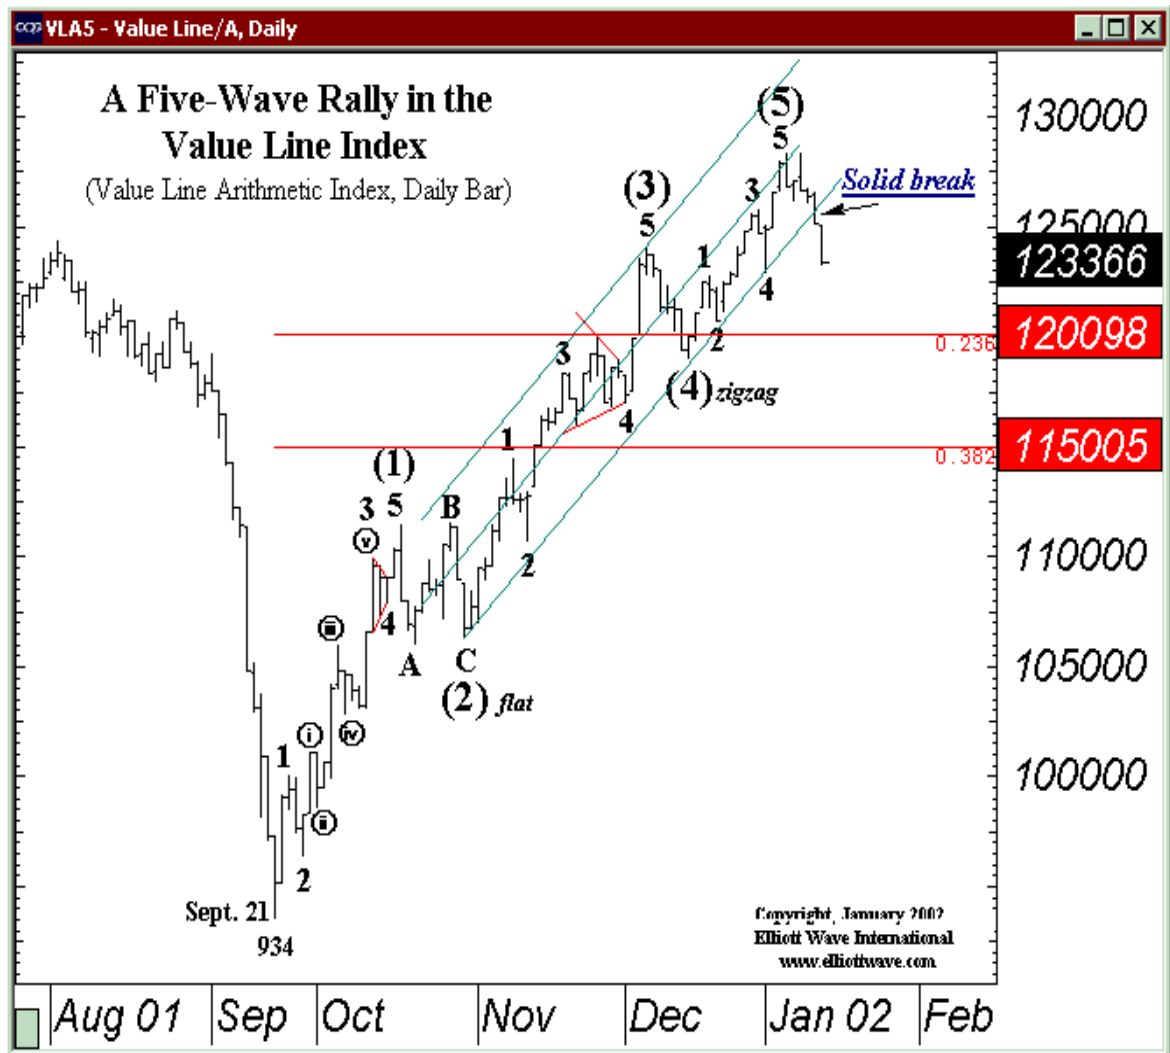 CQG VLA5 - Value Line/A, Daily
A Five-Wave Rally in the
Value Line Index
(Value Line Arithmetic Index, Daily Bar)
(5)
5
Solid break
(3)
5
3
1
4
2
(4) zigzag
3
4
1
2
(1)
5
3
v
4
B
A
C
(2) flat
iii
iv
i
ii
1
2
Sept. 21
934
0.236
0.382
130000
125000
123366
120098
115005
110000
105000
100000
Copyright, January 2002
Elliott Wave International
www.elliottwave.com
Aug 01 Sep Oct Nov Dec Jan 02 Feb